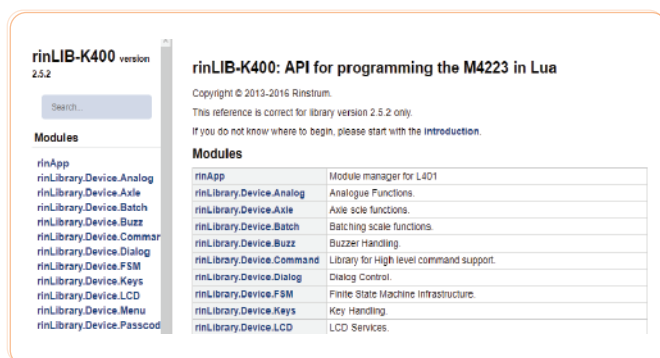 rinLIB-K400 version
2.5.2
Search...
Modules
rinApp
rinLibrary.Device.Analog
rinLibrary.Device.Axle
rinLibrary.Device.Batch
rinLibrary.Device.Buzz
rinLibrary.Device.Commar
rinLibrary.Device.Dialog
rinLibrary.Device.FSM
rinLibrary.Device.Keys
rinLibrary.Device.LCD
rinLibrary.Device.Menu
rinLibrary.Device.Passcod
rinLIB-K400: API for programming the M4223 in Lua
Copyright © 2013-2016 Rinstrum.
This reference is correct for library version 2.5.2 only.
If you do not know where to begin, please start with the introduction.
Modules
rinApp Module manager for L401
rinLibrary.Device.Analog Analogue Functions.
rinLibrary.Device.Axle Axle scle functions.
rinLibrary.Device.Batch Batching scale functions.
rinLibrary.Device.Buzz Buzzer Handling.
rinLibrary.Device.Command Library for High level command support.
rinLibrary.Device.Dialog Dialog Control.
rinLibrary.Device.FSM Finite State Machine Infrastructure.
rinLibrary.Device.Keys Key Handling.
rinLibrary.Device.LCD LCD Services.